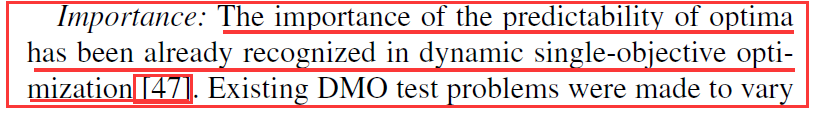 Importance: The importance of the predictability of optima
has been already recognized in dynamic single-objective opti-
mization [47]. Existing DMO test problems were made to vary